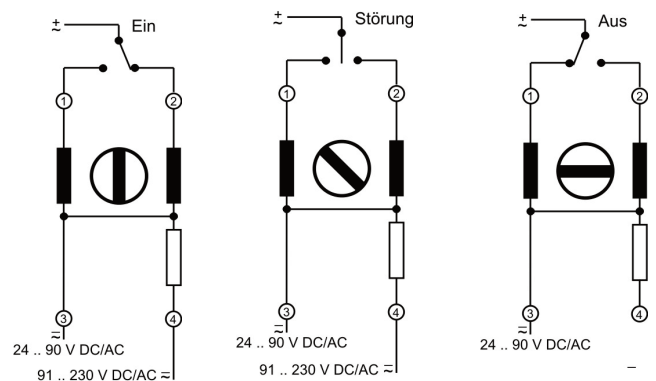 ± ~ Ein
± ~ Störung
± ~ Aus
1 2
1 2
1 2
3 4
3 4
3 4
24 .. 90 V DC/AC
24 .. 90 V DC/AC
24 .. 90 V DC/AC
91 .. 230 V DC/AC
91 .. 230 V DC/AC